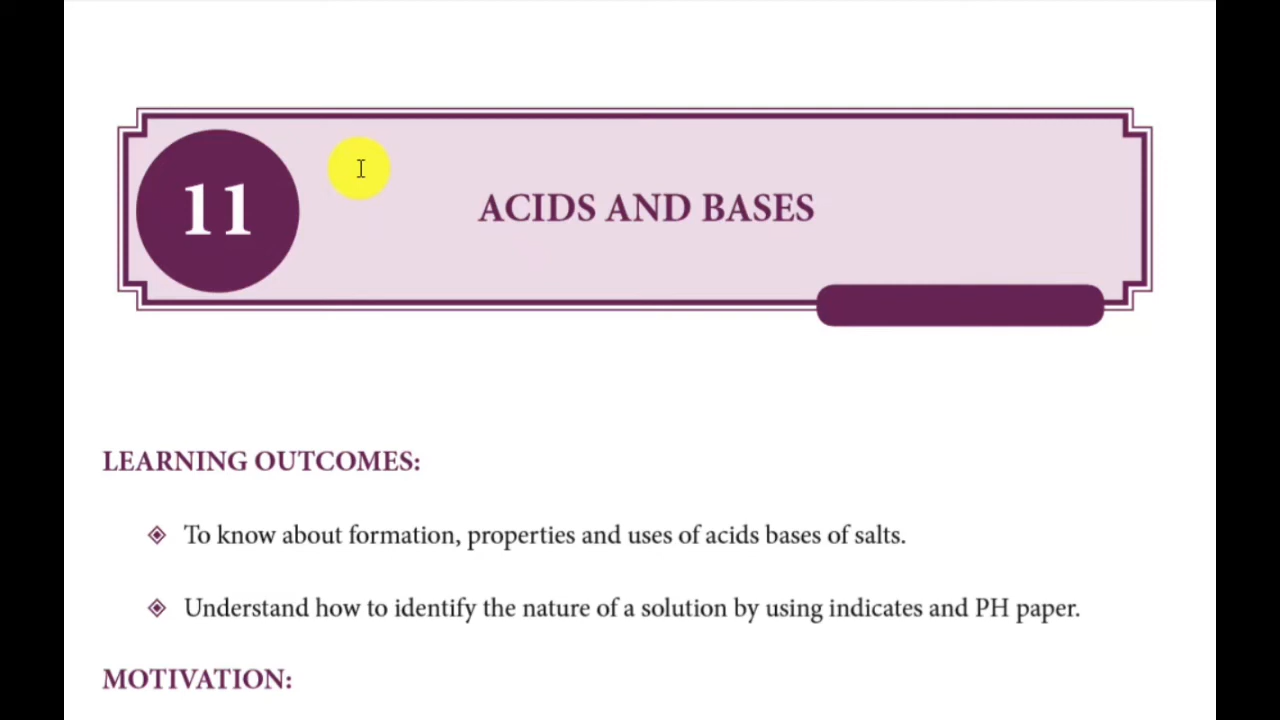 11
ACIDS AND BASES
LEARNING OUTCOMES:
To know about formation, properties and uses of acids bases of salts.
Understand how to identify the nature of a solution by using indicates and PH paper.
MOTIVATION: